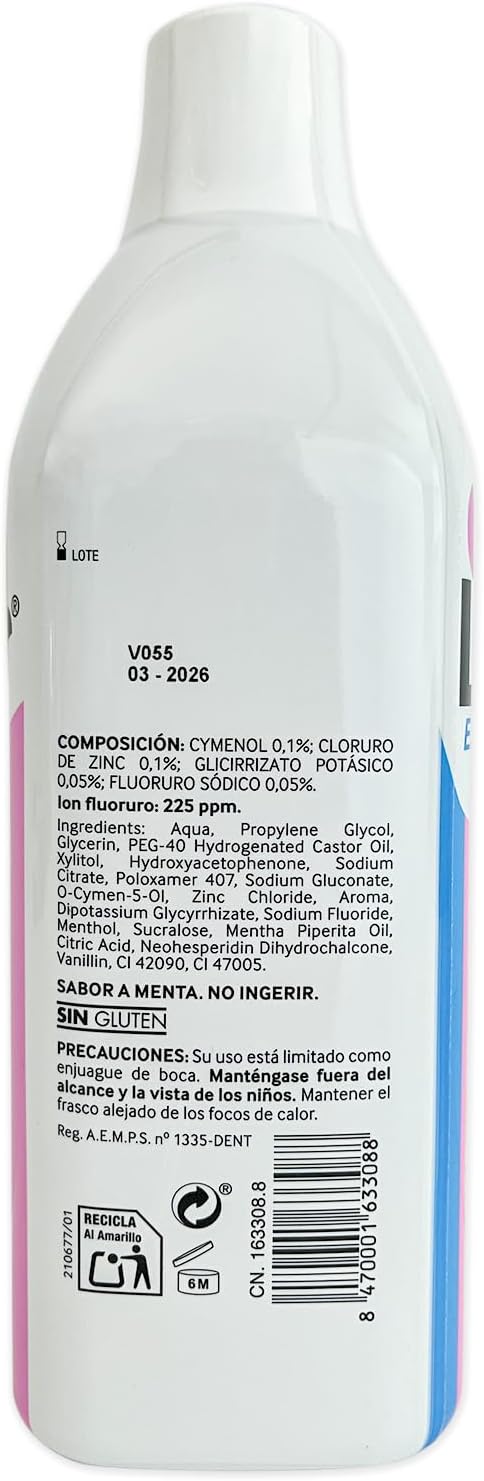 ®
LOTE
V055
03 - 2026
COMPOSICIÓN: CYMENOL 0,1%; CLORURO
DE ZINC 0,1%; GLICIRRIZATO POTÁSICO
0,05%; FLUORURO SÓDICO 0,05%.
Ion fluoruro: 225 ppm.
Ingredients: Aqua, Propylene Glycol,
Glycerin, PEG-40 Hydrogenated Castor Oil,
Xylitol, Hydroxyacetophenone, Sodium
Citrate, Poloxamer 407, Sodium Gluconate,
O-Cymen-5-Ol, Zinc Chloride, Aroma,
Dipotassium Glycyrrhizate, Sodium Fluoride,
Menthol, Sucralose, Mentha Piperita Oil,
Citric Acid, Neohesperidin Dihydrochalcone,
Vanillin, CI 42090, CI 47005.
SABOR A MENTA. NO INGERIR.
SIN GLUTEN
PRECAUCIONES: Su uso está limitado como
enjuague de boca. Manténgase fuera del
alcance y la vista de los niños. Mantener el
frasco alejado de los focos de calor.
Reg. A.E.M.P.S. nº 1335-DENT
210677/01
RECICLA
Al Amarillo
®
6 M
CN. 163308.8
8 470001 633088